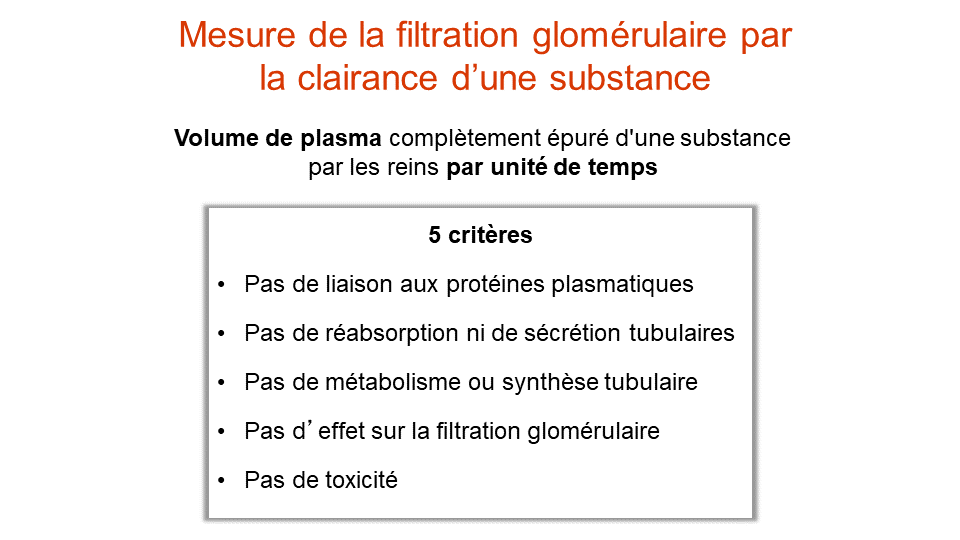 Mesure de la filtration glomérulaire par
la clairance d’une substance
Volume de plasma complètement épuré d'une substance
par les reins par unité de temps
5 critères
• Pas de liaison aux protéines plasmatiques
• Pas de réabsorption ni de sécrétion tubulaires
• Pas de métabolisme ou synthèse tubulaire
• Pas d’effet sur la filtration glomérulaire
• Pas de toxicité